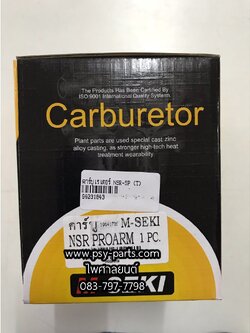 The Products Has Been Certified By
ISO:9001 International Quality System
Carburetor
Plant parts are used special cast zinc
alloy casting, as stronger high-tech heat
treatment wearability
คาร์บูเรเตอร์ NSR-SP (T)
คาร์บู M-SEKI
NSR PROARM 1 PC.
www.psy-parts.com
ไพศาลยนต์
083-797-7798
M-SEKI